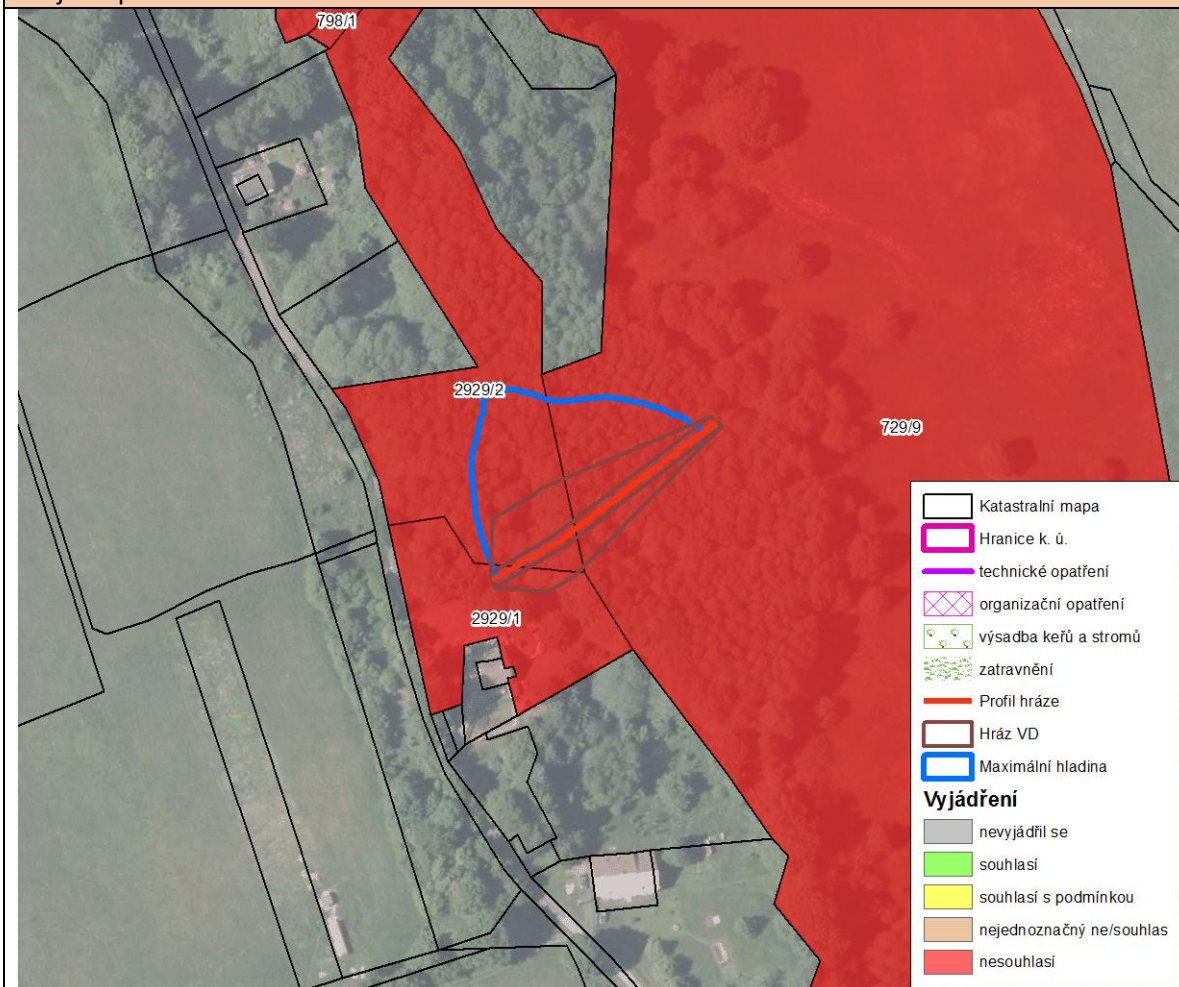 798/1
2929/2
729/9
2929/1
Katastralní mapa
Hranice k. ú.
technické opatření
organizační opatření
výsadba keřů a stromů
zatravnění
Profil hráze
Hráz VD
Maximální hladina
Vyjádření
nevyjádřil se
souhlasí
souhlasí s podmínkou
nejednoznačný ne/souhlas
nesouhlasí